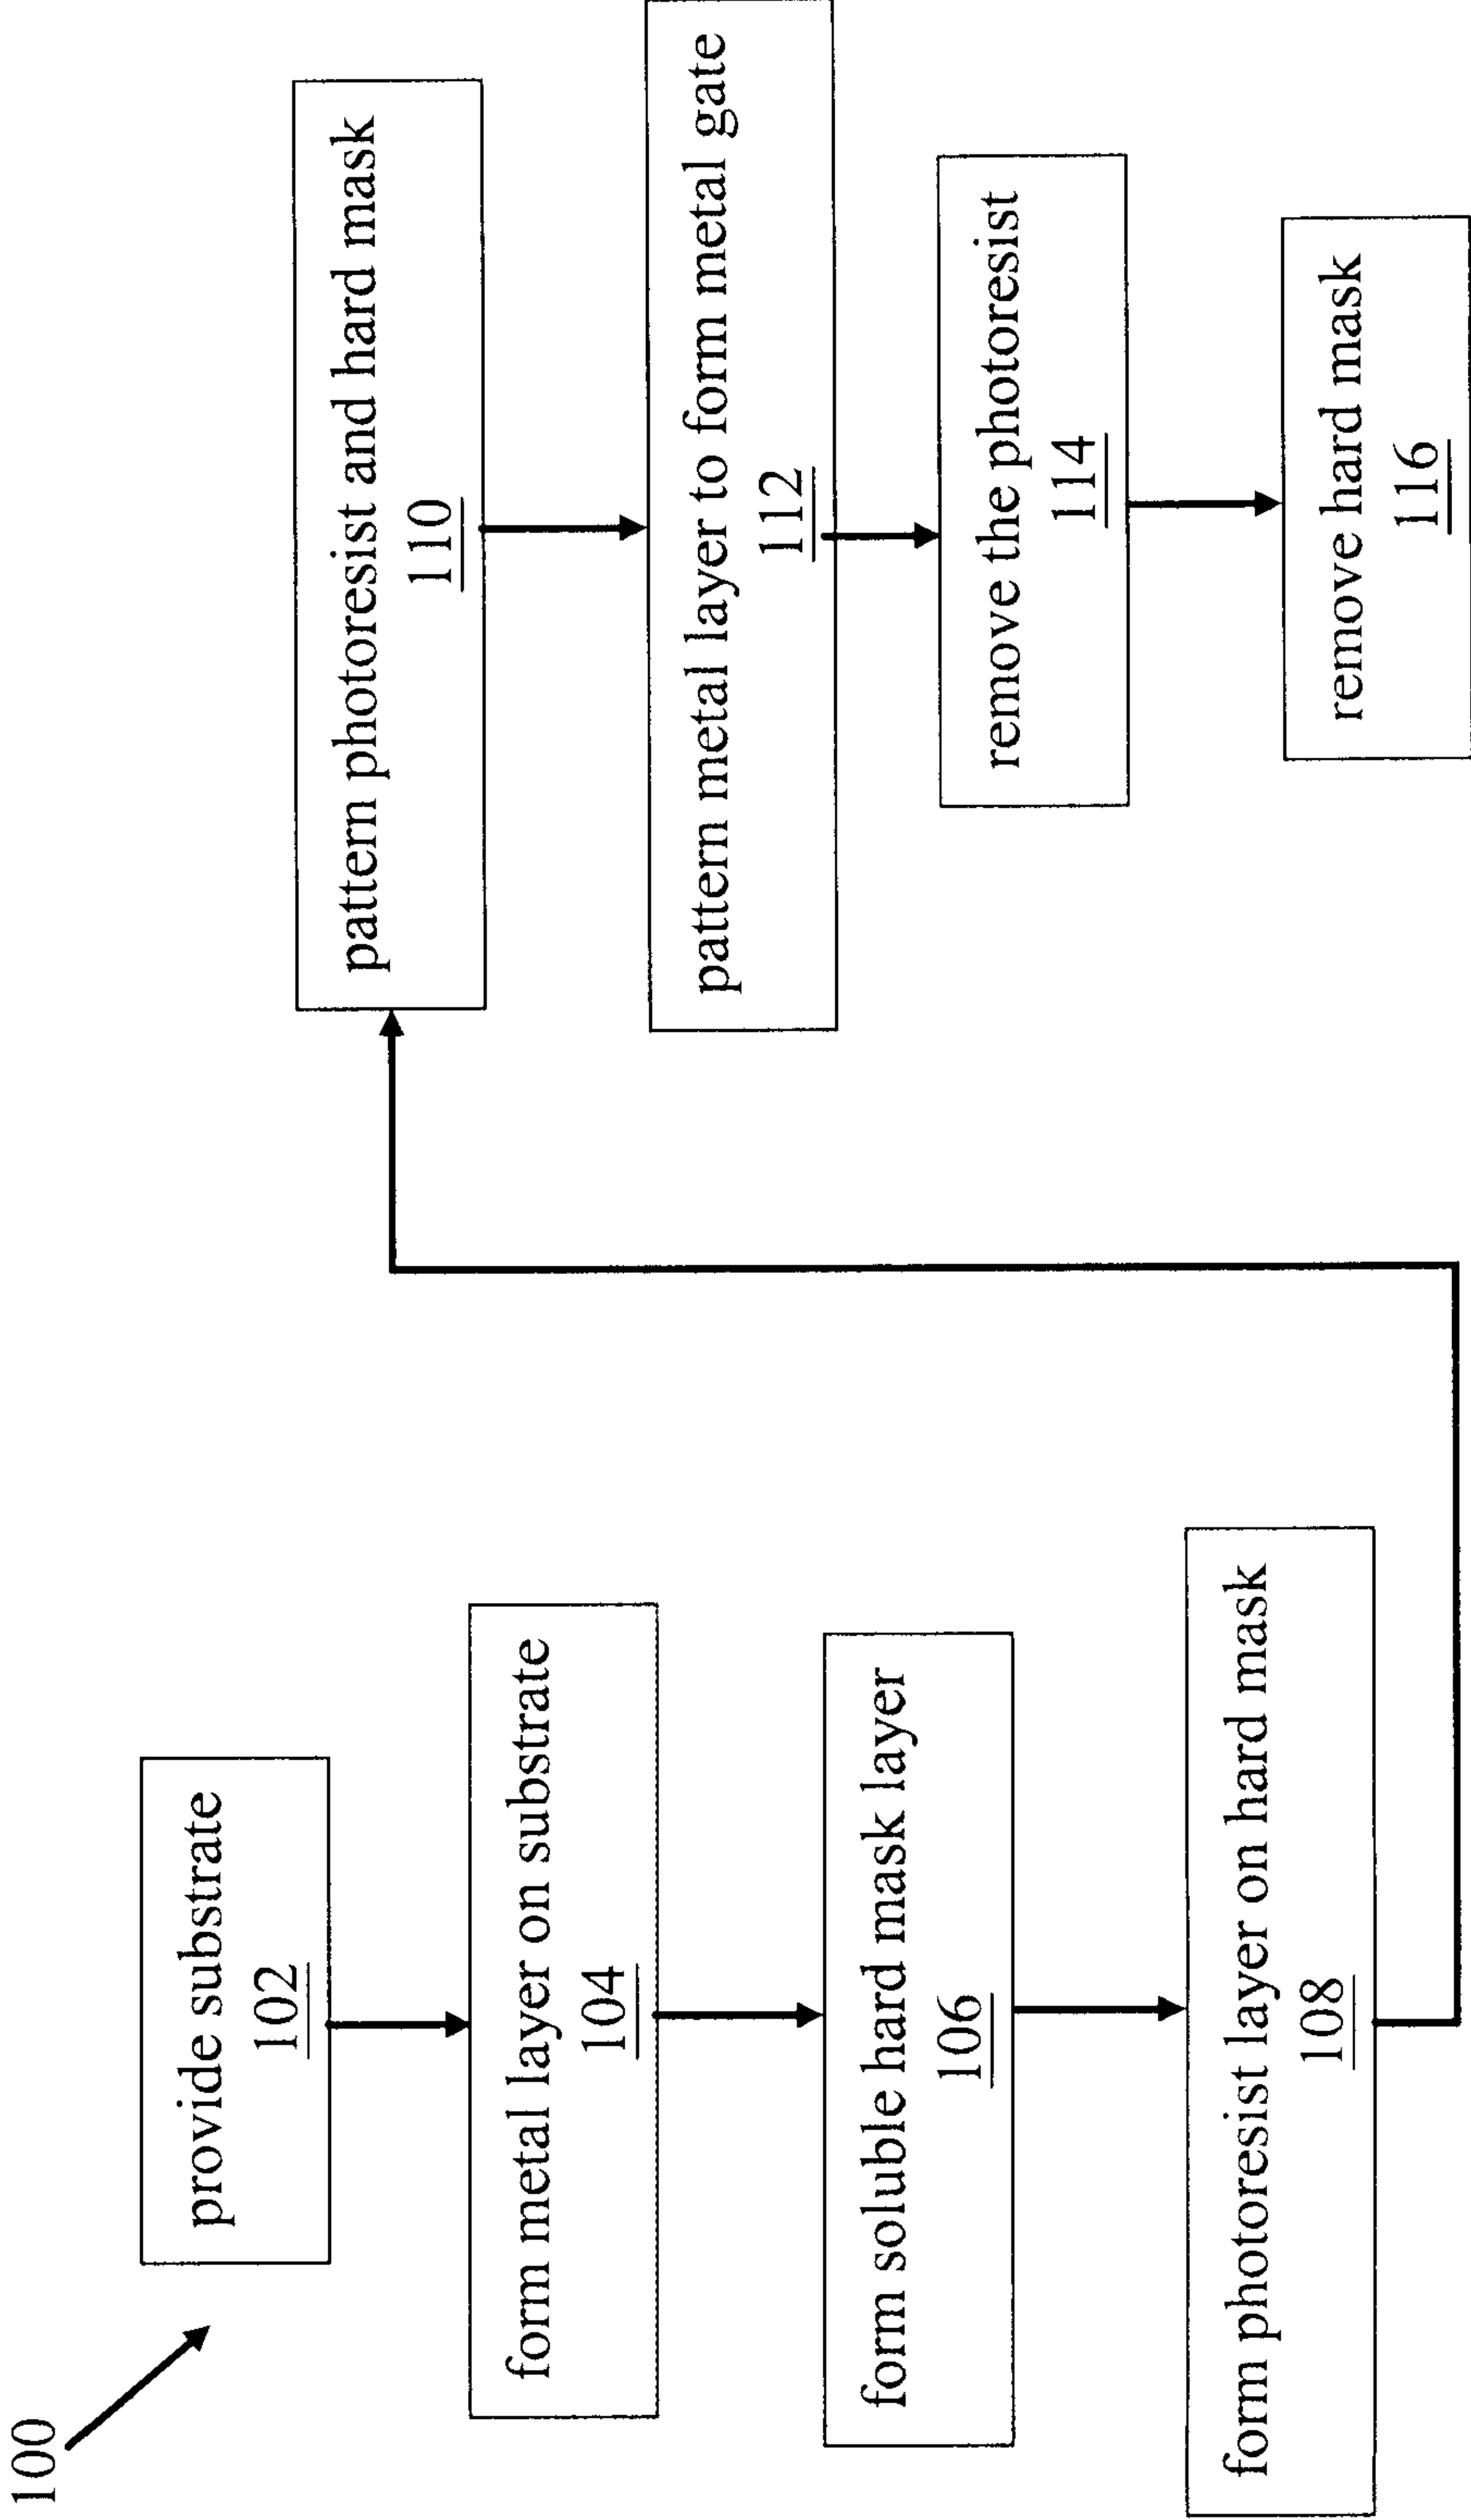 100
provide substrate
102
form metal layer on substrate
104
form soluble hard mask layer
106
form photoresist layer on hard mask
108
pattern photoresist and hard mask
110
pattern metal layer to form metal gate
112
remove the photoresist
114
remove hard mask
116